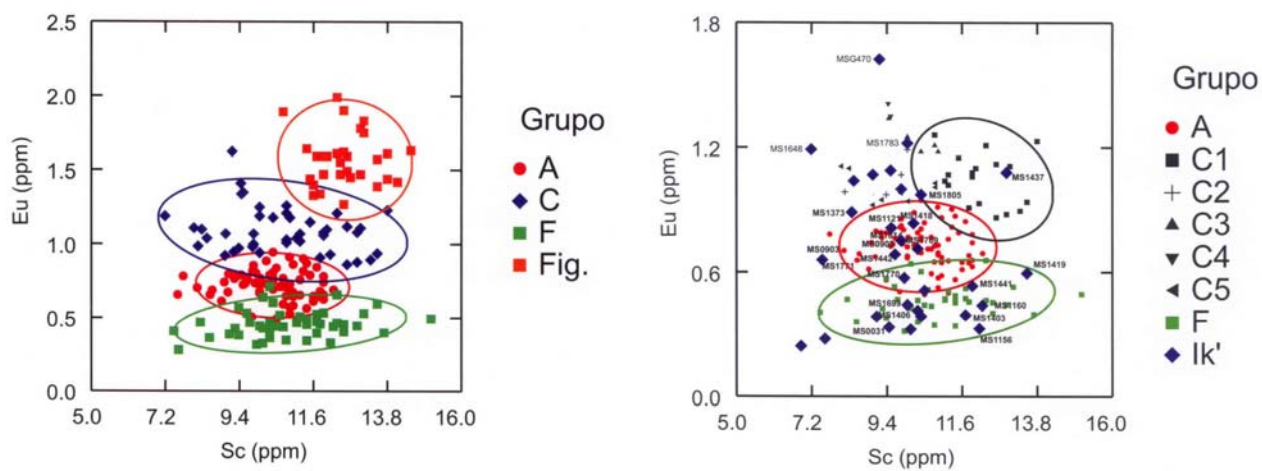 2.5
2.0
1.5
1.0
0.5
0.0
Eu (ppm)
5.0 7.2 9.4 11.6 13.8 16.0
Sc (ppm)
Grupo
A
C
F
Fig.
1.8
1.2
0.6
0.0
Eu (ppm)
MSG470
MS1648
MS1783
MS1437
MS1805
MS1373
MS1418
MS0903
MS1442
MS1771
MS1419
MS1441
MS1160
MS1406
MS1403
MS0031
MS1156
5.0 7.2 9.4 11.6 13.8 16.0
Sc (ppm)
Grupo
A
C1
C2
C3
C4
C5
F
Ik'